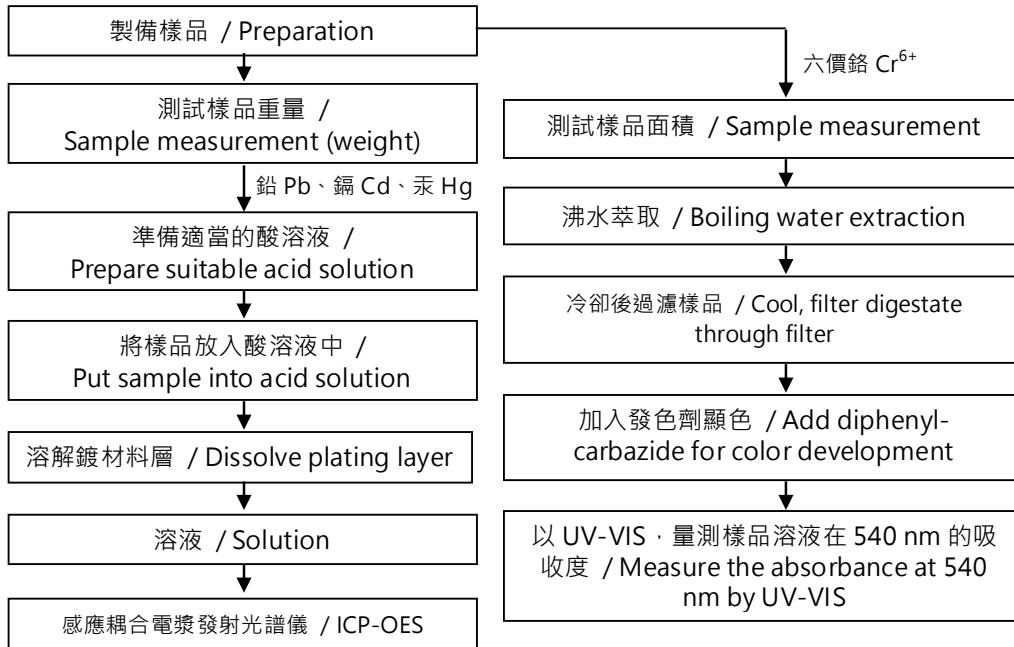 製備樣品 / Preparation
測試樣品重量 /
Sample measurement (weight)
鉛 Pb、鎘 Cd、汞 Hg
準備適當的酸溶液 /
Prepare suitable acid solution
將樣品放入酸溶液中 /
Put sample into acid solution
溶解鍍材料層 / Dissolve plating layer
溶液 / Solution
感應耦合電漿發射光譜儀 / ICP-OES
六價鉻 Cr⁶⁺
測試樣品面積 / Sample measurement
沸水萃取 / Boiling water extraction
冷卻後過濾樣品 / Cool, filter digestate
through filter
加入發色劑顯色 / Add diphenyl-
carbazide for color development
以 UV-VIS，量測樣品溶液在 540 nm 的吸
收度 / Measure the absorbance at 540
nm by UV-VIS